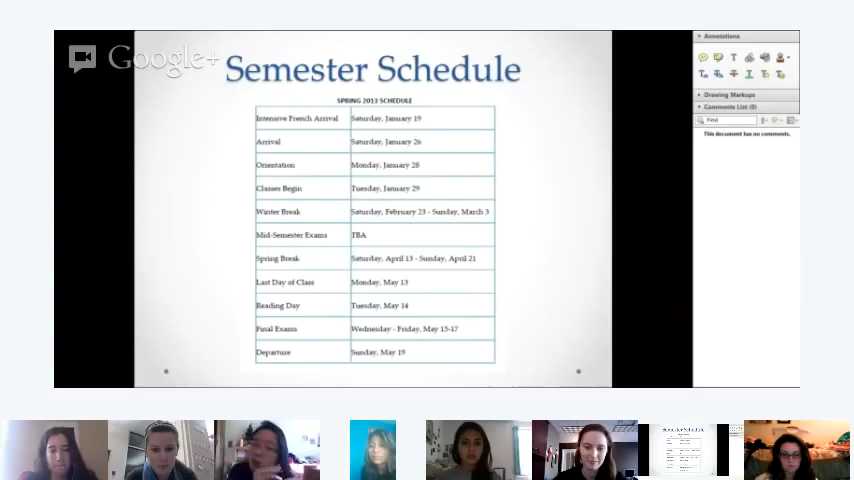 Google+
Semester Schedule
SPRING 2013 SCHEDULE
Intensive French Arrival Saturday, January 19
Arrival Saturday, January 26
Orientation Monday, January 28
Classes Begin Tuesday, January 29
Winter Break Saturday, February 23 - Sunday, March 3
Mid-Semester Exams TBA
Spring Break Saturday, April 13 - Sunday, April 21
Last Day of Class Monday, May 13
Reading Day Tuesday, May 14
Final Exams Wednesday - Friday, May 15-17
Departure Sunday, May 19
Annotations
Drawing Markups
Comments List (0)
Find
This document has no comments.
Semester Schedule